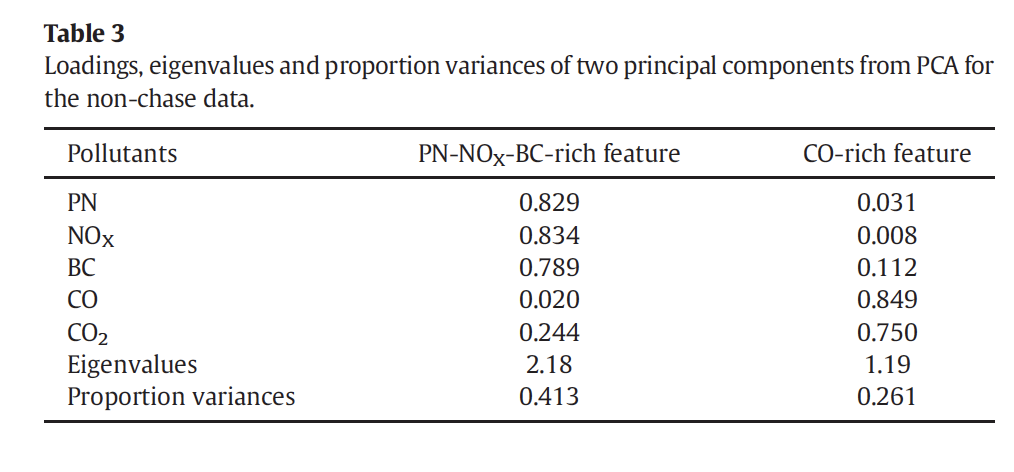 Table 3
Loadings, eigenvalues and proportion variances of two principal components from PCA for
the non-chase data.
Pollutants PN-NOX-BC-rich feature CO-rich feature
PN 0.829 0.031
NOX 0.834 0.008
BC 0.789 0.112
CO 0.020 0.849
CO2 0.244 0.750
Eigenvalues 2.18 1.19
Proportion variances 0.413 0.261